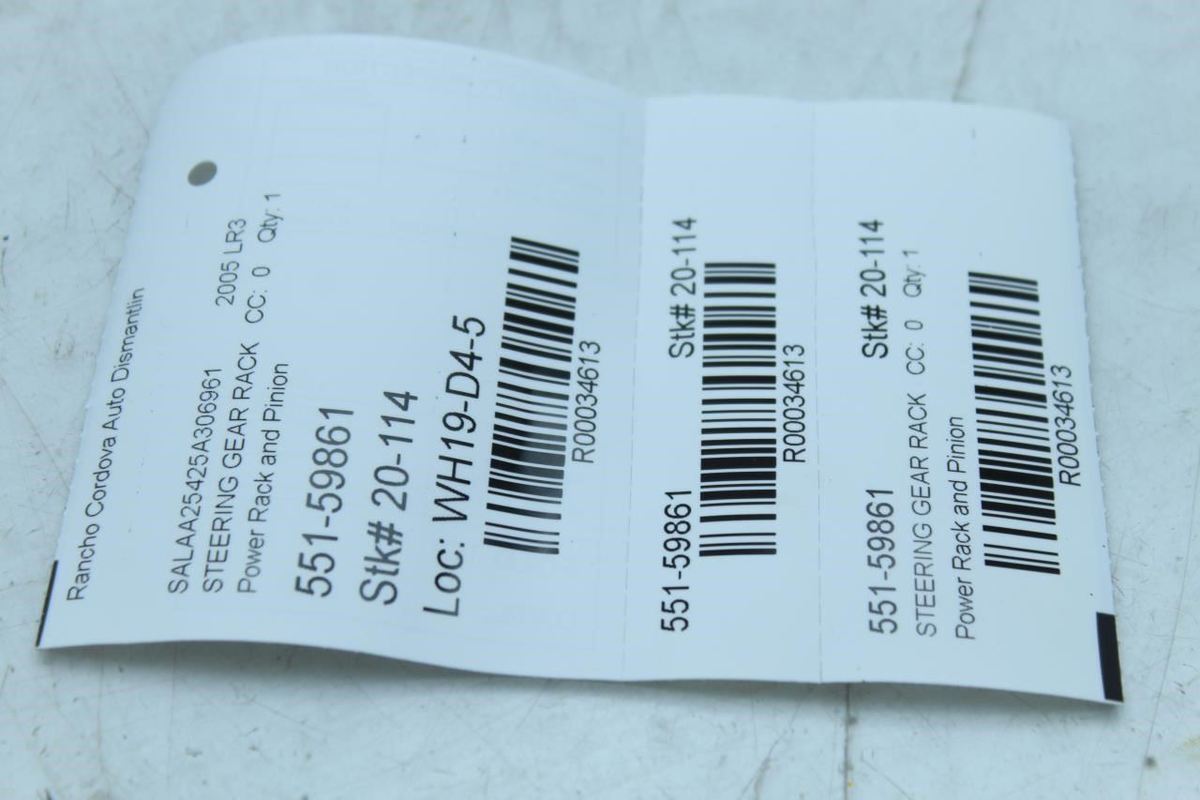 Rancho Cordova Auto Dismantlin
SALAA25425A306961
STEERING GEAR RACK 2005 LR3
Power Rack and Pinion CC: 0 Qty: 1
551-59861
Stk# 20-114
Loc: WH19-D4-5
R00034613
551-59861 Stk# 20-114
R00034613
551-59861 Stk# 20-114
STEERING GEAR RACK CC: 0 Qty: 1
Power Rack and Pinion
R00034613